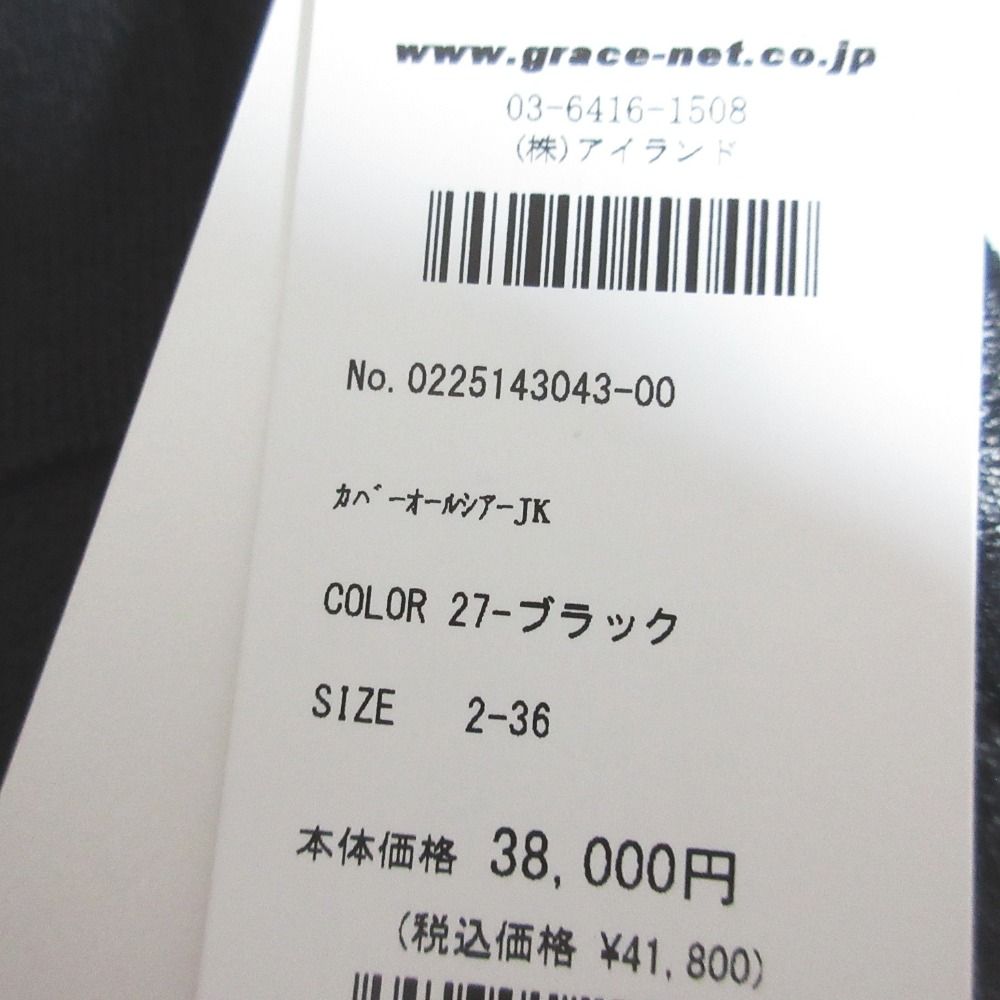 www.grace-net.co.jp
03-6416-1508
(株)アイランド
No. 0225143043-00
ｶﾊﾞｰｵｰﾙｼｱｰJK
COLOR 27-ブラック
SIZE 2-36
本体価格 38,000円
(税込価格 ¥41,800)